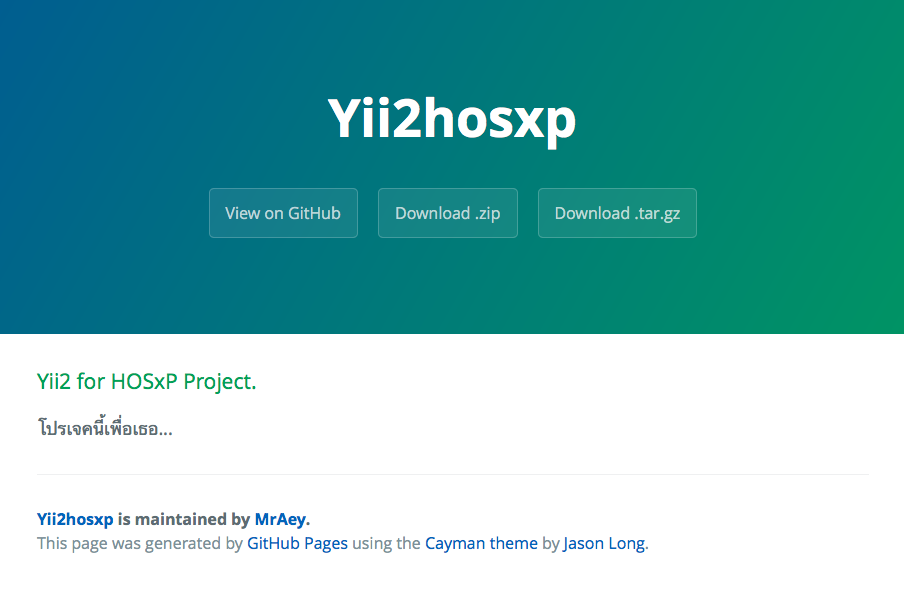 Yii2hosxp
View on GitHub
Download .zip
Download .tar.gz
Yii2 for HOSxP Project.
โปรเจคนี้เพื่อเธอ...
Yii2hosxp is maintained by MrAey.
This page was generated by GitHub Pages using the Cayman theme by Jason Long.